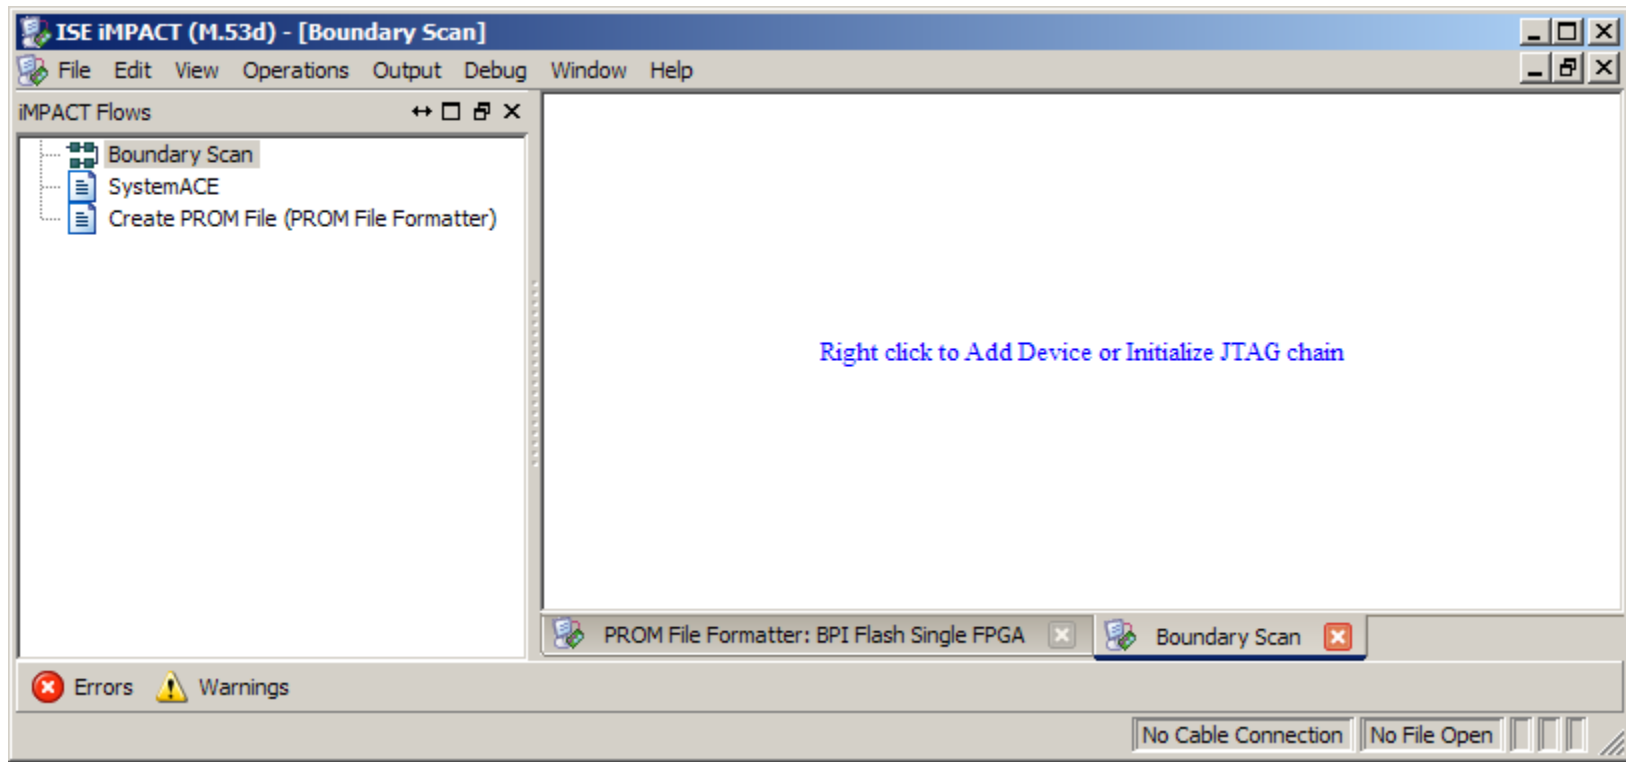 ISE iMPACT (M.53d) - [Boundary Scan]
File Edit View Operations Output Debug Window Help
iMPACT Flows
Boundary Scan
SystemACE
Create PROM File (PROM File Formatter)
Right click to Add Device or Initialize JTAG chain
PROM File Formatter: BPI Flash Single FPGA
Boundary Scan
Errors Warnings
No Cable Connection No File Open